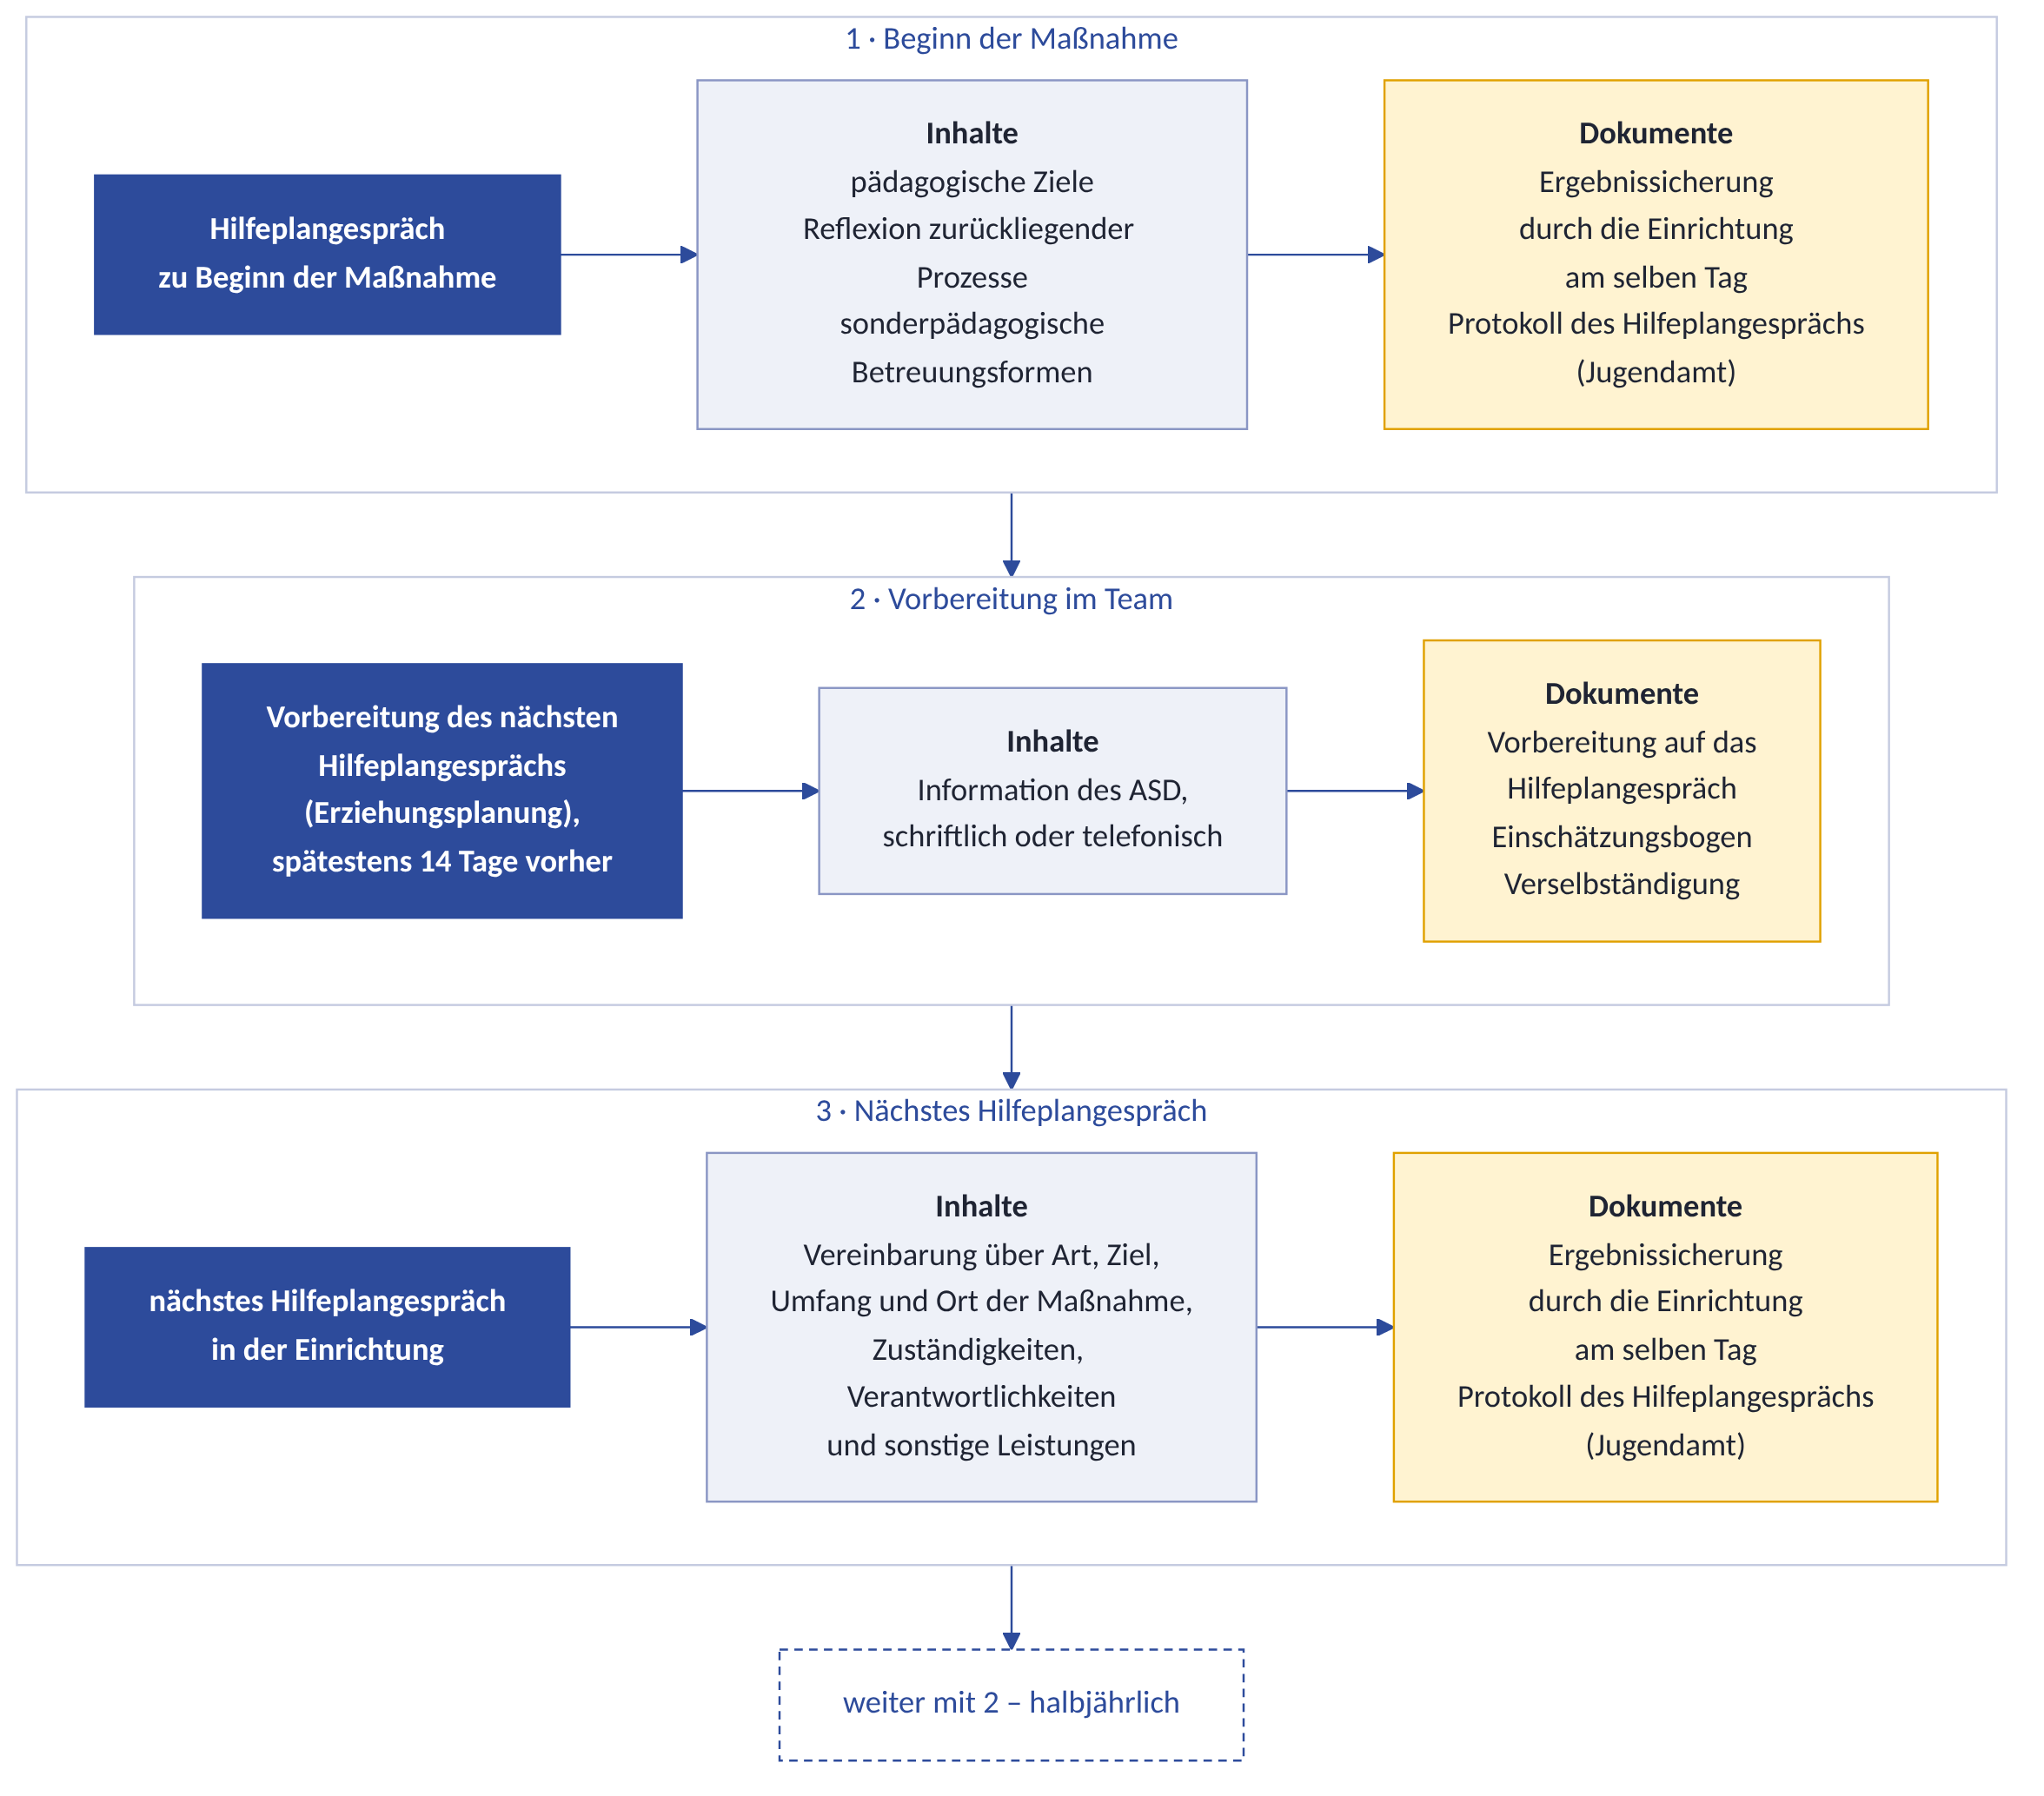 1 · Beginn der Maßnahme
Hilfeplangespräch
zu Beginn der Maßnahme
Inhalte
pädagogische Ziele
Reflexion zurückliegender
Prozesse
sonderpädagogische
Betreuungsformen
Dokumente
Ergebnissicherung
durch die Einrichtung
am selben Tag
Protokoll des Hilfeplangesprächs
(Jugendamt)
2 · Vorbereitung im Team
Vorbereitung des nächsten
Hilfeplangesprächs
(Erziehungsplanung),
spätestens 14 Tage vorher
Inhalte
Information des ASD,
schriftlich oder telefonisch
Dokumente
Vorbereitung auf das
Hilfeplangespräch
Einschätzungsbogen
Verselbständigung
3 · Nächstes Hilfeplangespräch
nächstes Hilfeplangespräch
in der Einrichtung
Inhalte
Vereinbarung über Art, Ziel,
Umfang und Ort der Maßnahme,
Zuständigkeiten,
Verantwortlichkeiten
und sonstige Leistungen
Dokumente
Ergebnissicherung
durch die Einrichtung
am selben Tag
Protokoll des Hilfeplangesprächs
(Jugendamt)
weiter mit 2 – halbjährlich